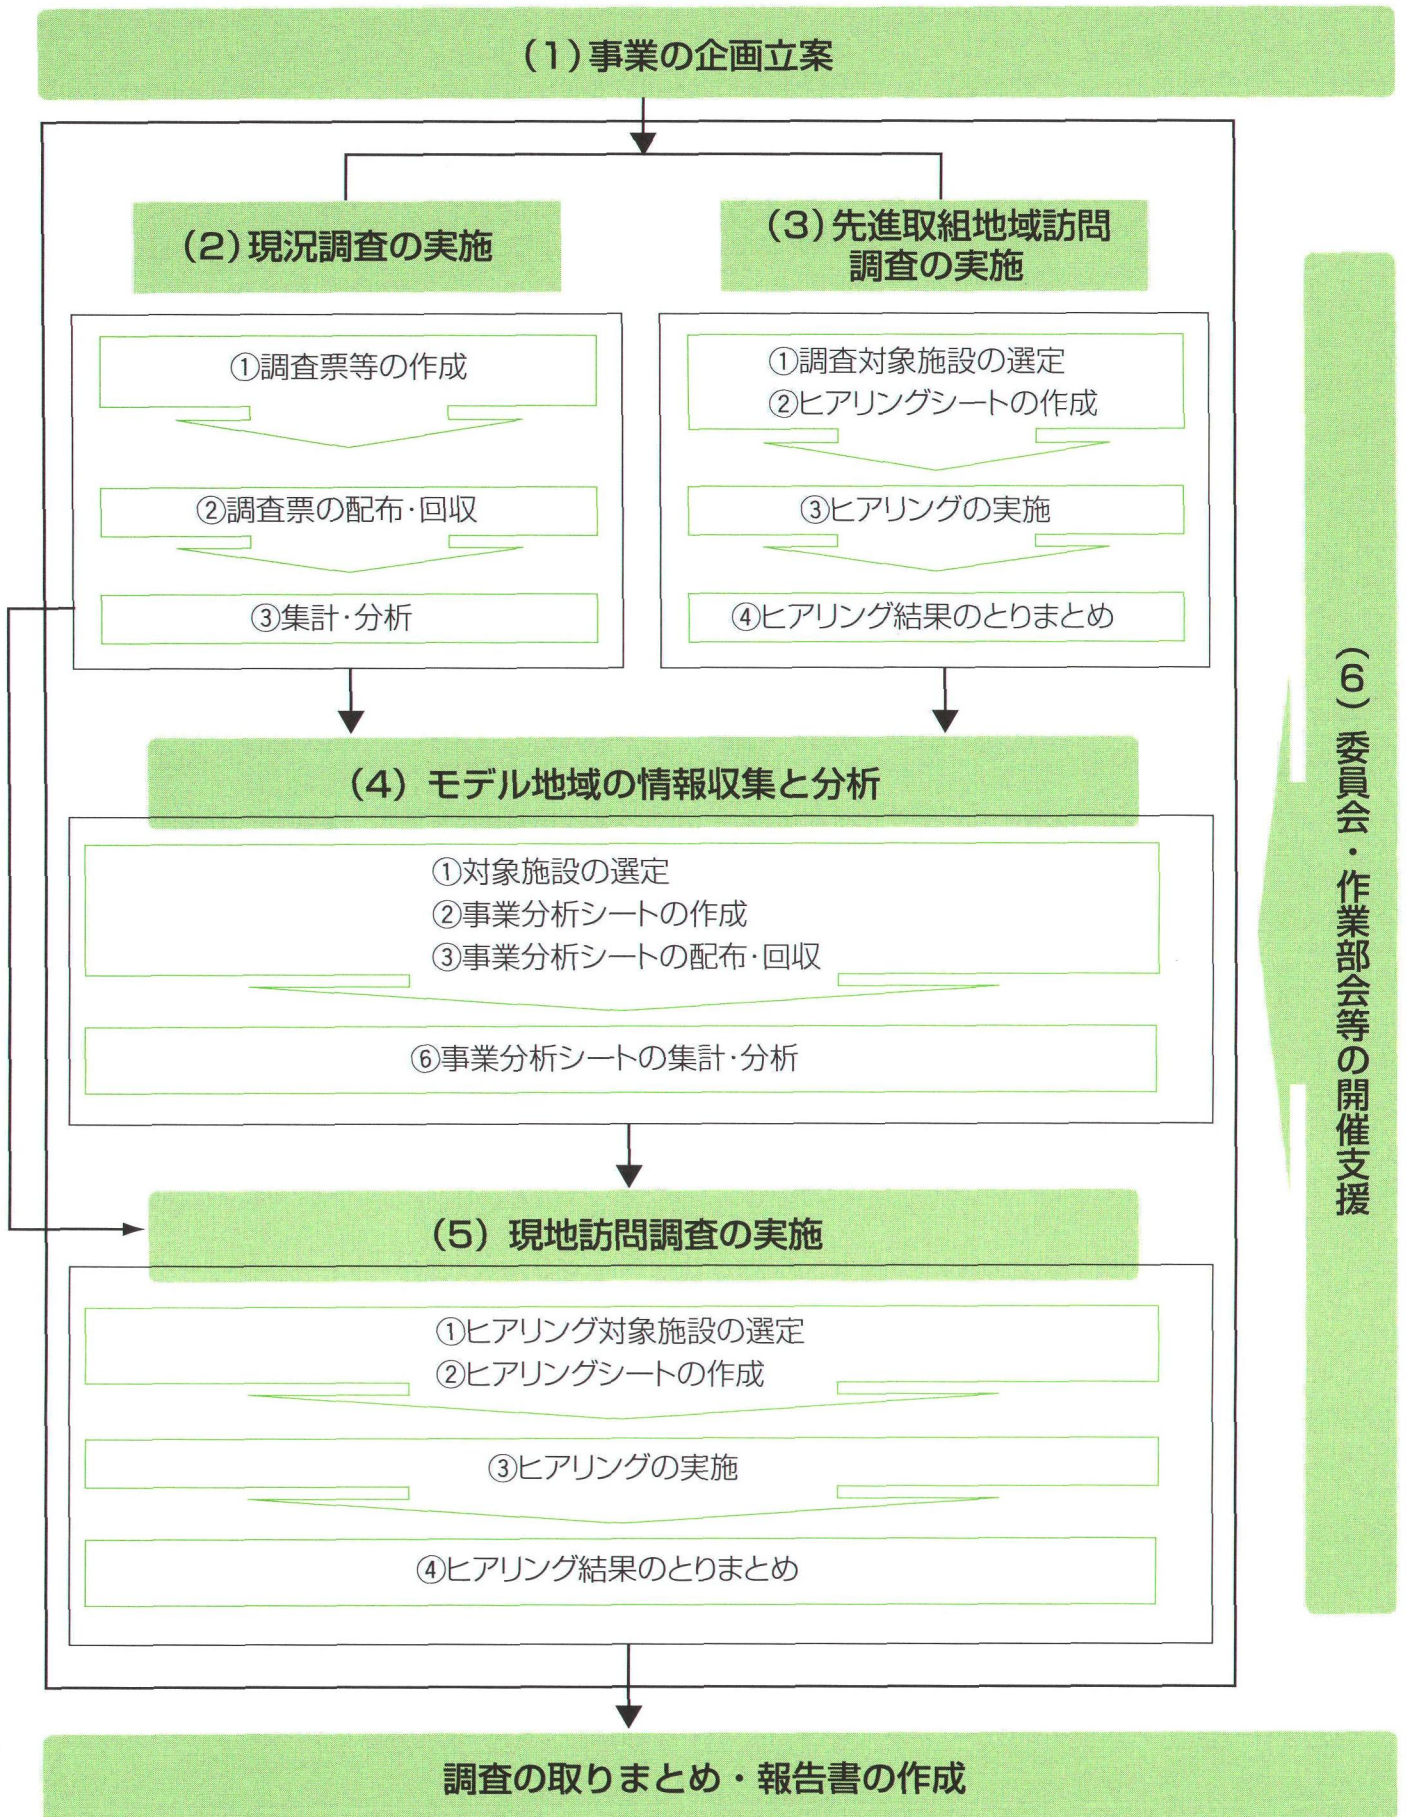 (1)事業の企画立案
(2)現況調査の実施
①調査票等の作成
②調査票の配布・回収
③集計・分析
(3)先進取組地域訪問
調査の実施
①調査対象施設の選定
②ヒアリングシートの作成
③ヒアリングの実施
④ヒアリング結果のとりまとめ
(4) モデル地域の情報収集と分析
①対象施設の選定
②事業分析シートの作成
③事業分析シートの配布・回収
⑥事業分析シートの集計・分析
(5) 現地訪問調査の実施
①ヒアリング対象施設の選定
②ヒアリングシートの作成
③ヒアリングの実施
④ヒアリング結果のとりまとめ
(6) 委員会・作業部会等の開催支援
調査の取りまとめ・報告書の作成